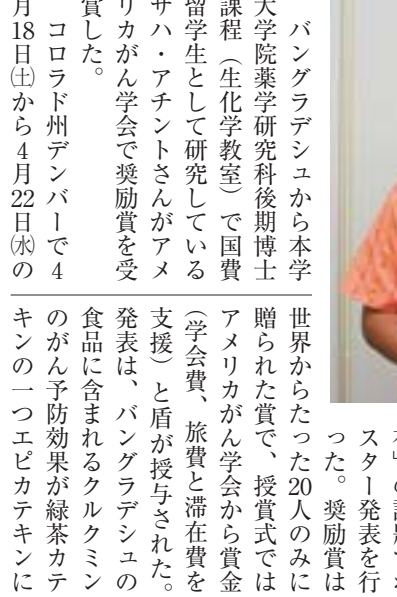 バングラデシュから本学
大学院薬学研究科後期博士
課程（生化学教室）で国費
留学生として研究している
サハ・アチントさんがアメ
リカがん学会で奨励賞を受
賞した。
コロラド州デンバーで4
月18日㈯から4月22日㈬の
スター発表を行
った。奨励賞は
世界からたった20人のみに
贈られた賞で、授賞式では
アメリカがん学会から賞金
（学会費、旅費と滞在費を
支援）と盾が授与された。
発表は、バングラデシュの
食品に含まれるクルクミン
のがん予防効果が緑茶カテ
キンの一つエピカテキンに